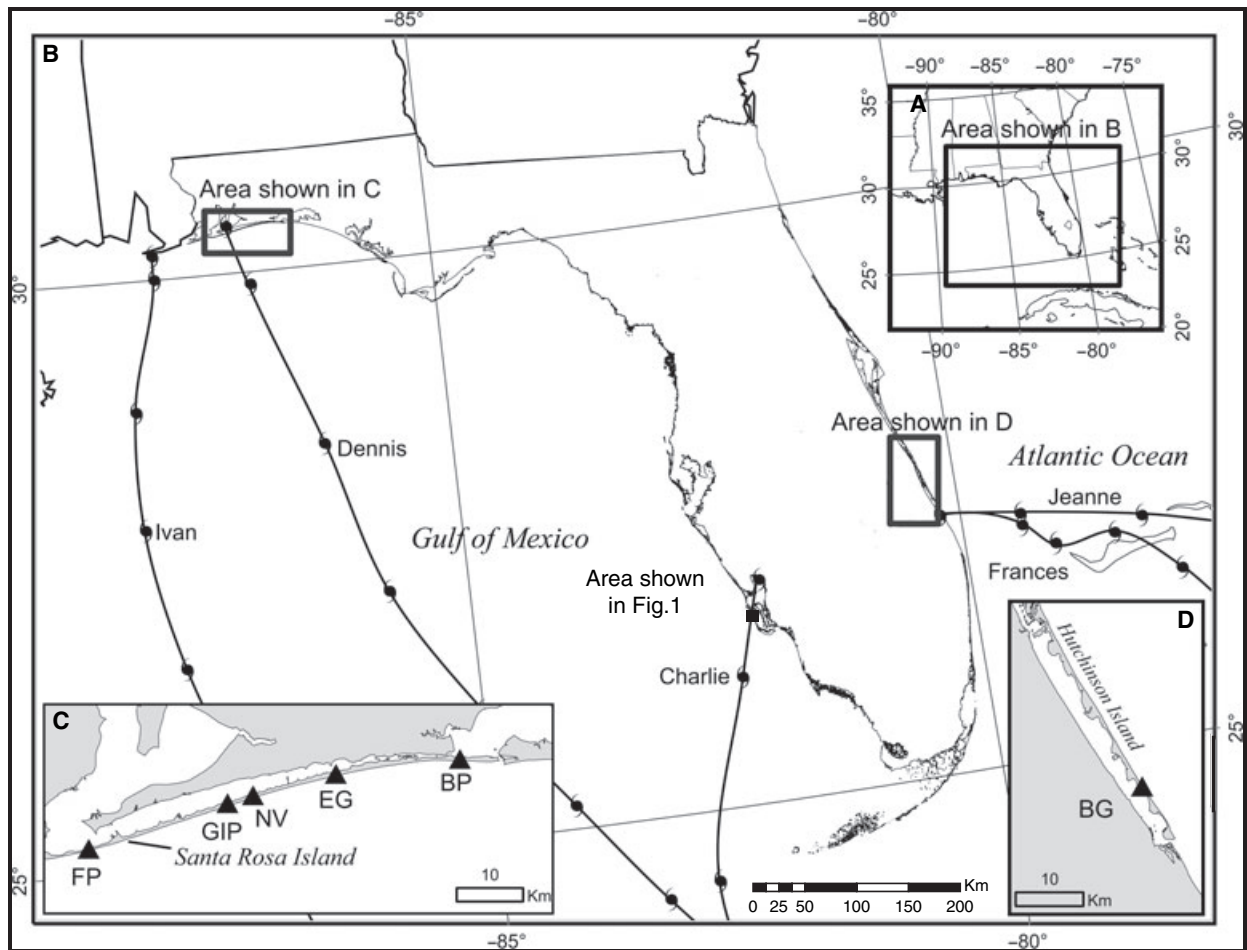 −85°
−80°
B
−90°
−85°
−80°
−75°
35°
A
30°
Area shown in B
30°
Area shown in C
30°
25°
25°
30°
20°
−90°
−85°
−80°
Area shown in D
Atlantic Ocean
Dennis
Jeanne
Ivan
Gulf of Mexico
Frances
Area shown
in Fig.1
D
Hutchinson Island
Charlie
C
25°
BP
EG
NV
GIP
BG
FP
Santa Rosa Island
25°
10
Km
Km
0 25 50 100 150 200
10
Km
−85°
−80°